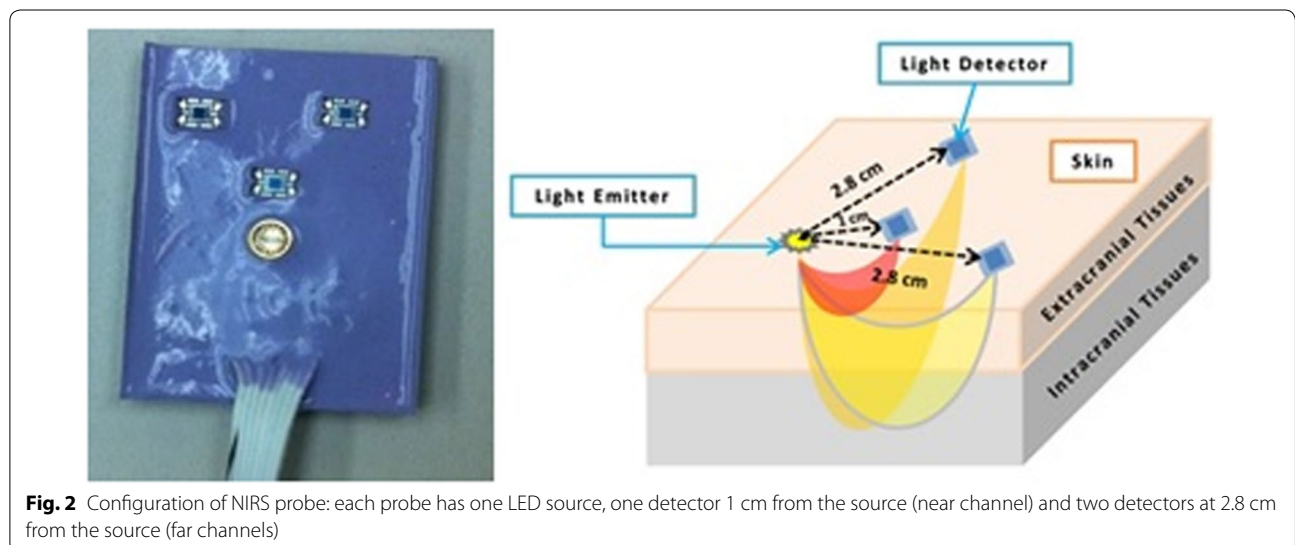 Light Detector
Skin
2.8 cm
Light Emitter
1 cm
2.8 cm
Extracranial Tissues
Intracranial Tissues
Fig. 2 Configuration of NIRS probe: each probe has one LED source, one detector 1 cm from the source (near channel) and two detectors at 2.8 cm
from the source (far channels)